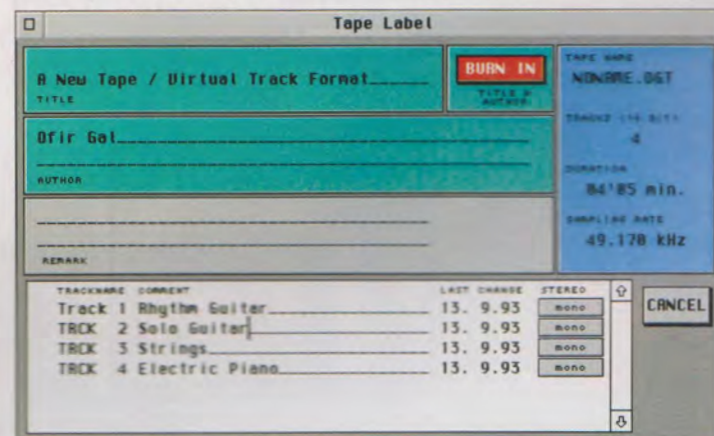 Tape Label
A New Tape / Virtual Track Format______
TITLE
BURN IN
TITLE &
AUTHOR
Ofir Gal
AUTHOR
REMARK
TAPE NAME
NONAME.DGT
TRACKS (16 BIT)
4
DURATION
04'05 min.
SAMPLING RATE
49.170 kHz
TRACKNAME COMMENT LAST CHANGE STEREO
Track 1 Rhythm Guitar 13. 9.93 mono
TRCK 2 Solo Guitar 13. 9.93 mono
TRCK 3 Strings 13. 9.93 mono
TRCK 4 Electric Piano 13. 9.93 mono
CANCEL